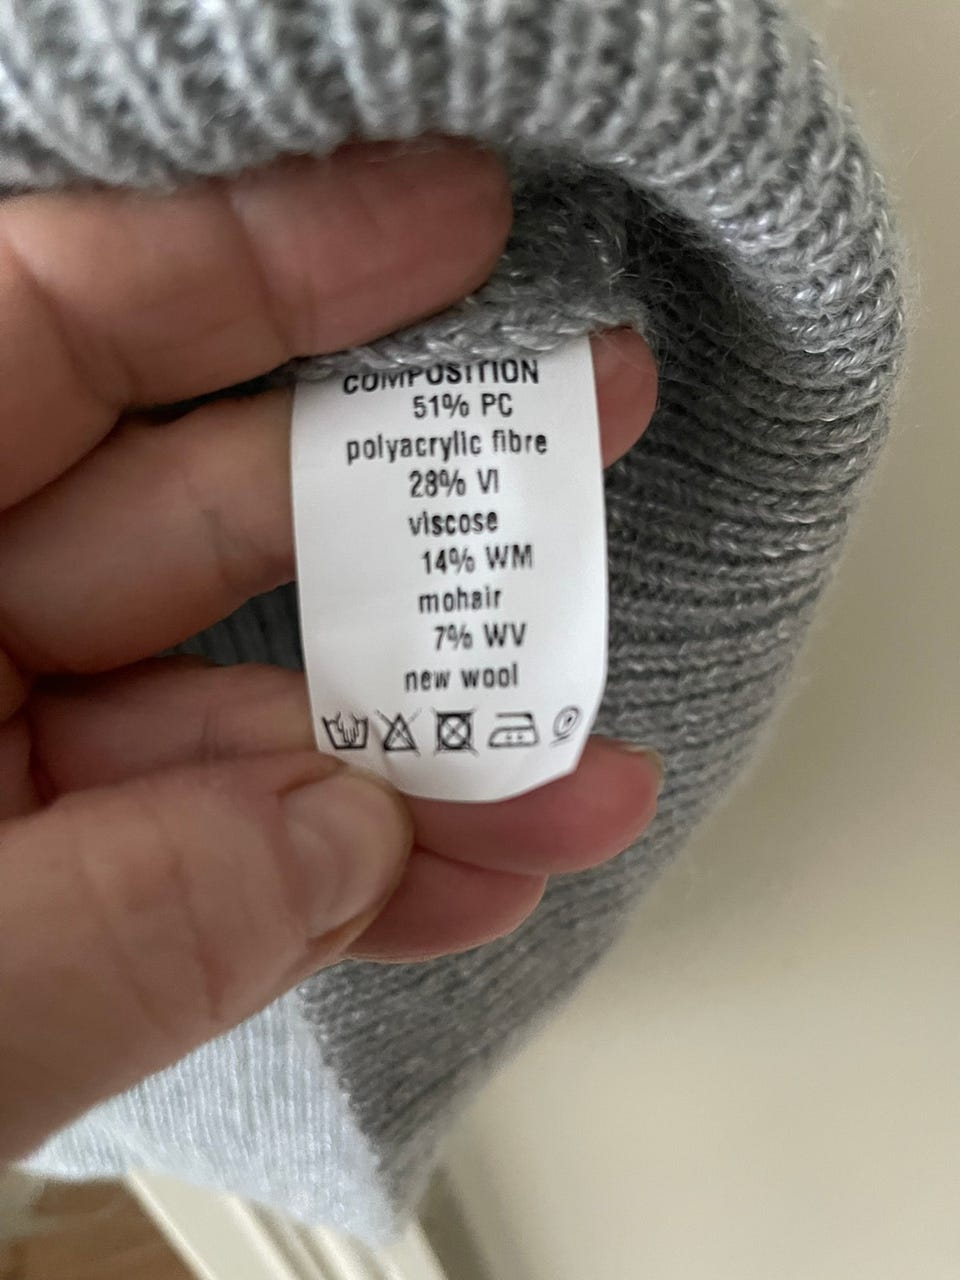 COMPOSITION
51% PC
polyacrylic fibre
28% VI
viscose
14% WM
mohair
7% WV
new wool
P